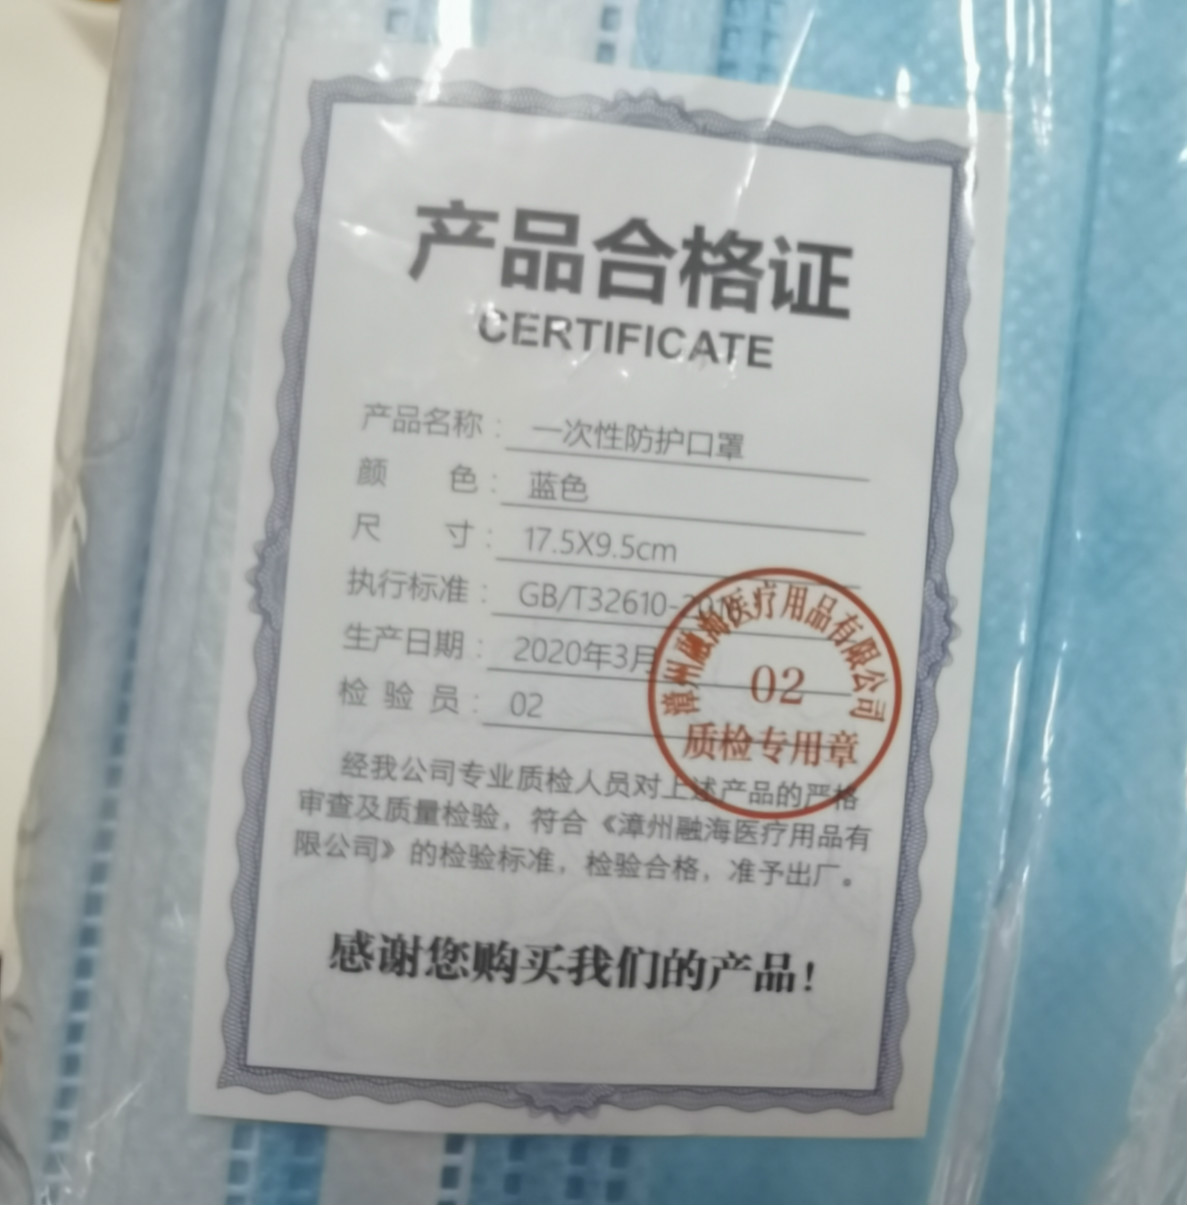 产品合格证
CERTIFICATE
产品名称：一次性防护口罩
颜 色：蓝色
尺 寸：17.5X9.5cm
执行标准：GB/T32610-
生产日期：2020年3月
检 验 员：02
漳州融海医疗用品有限公司
02
质检专用章
经我公司专业质检人员对上述产品的严格
审查及质量检验，符合《漳州融海医疗用品有
限公司》的检验标准，检验合格，准予出厂。
感谢您购买我们的产品！